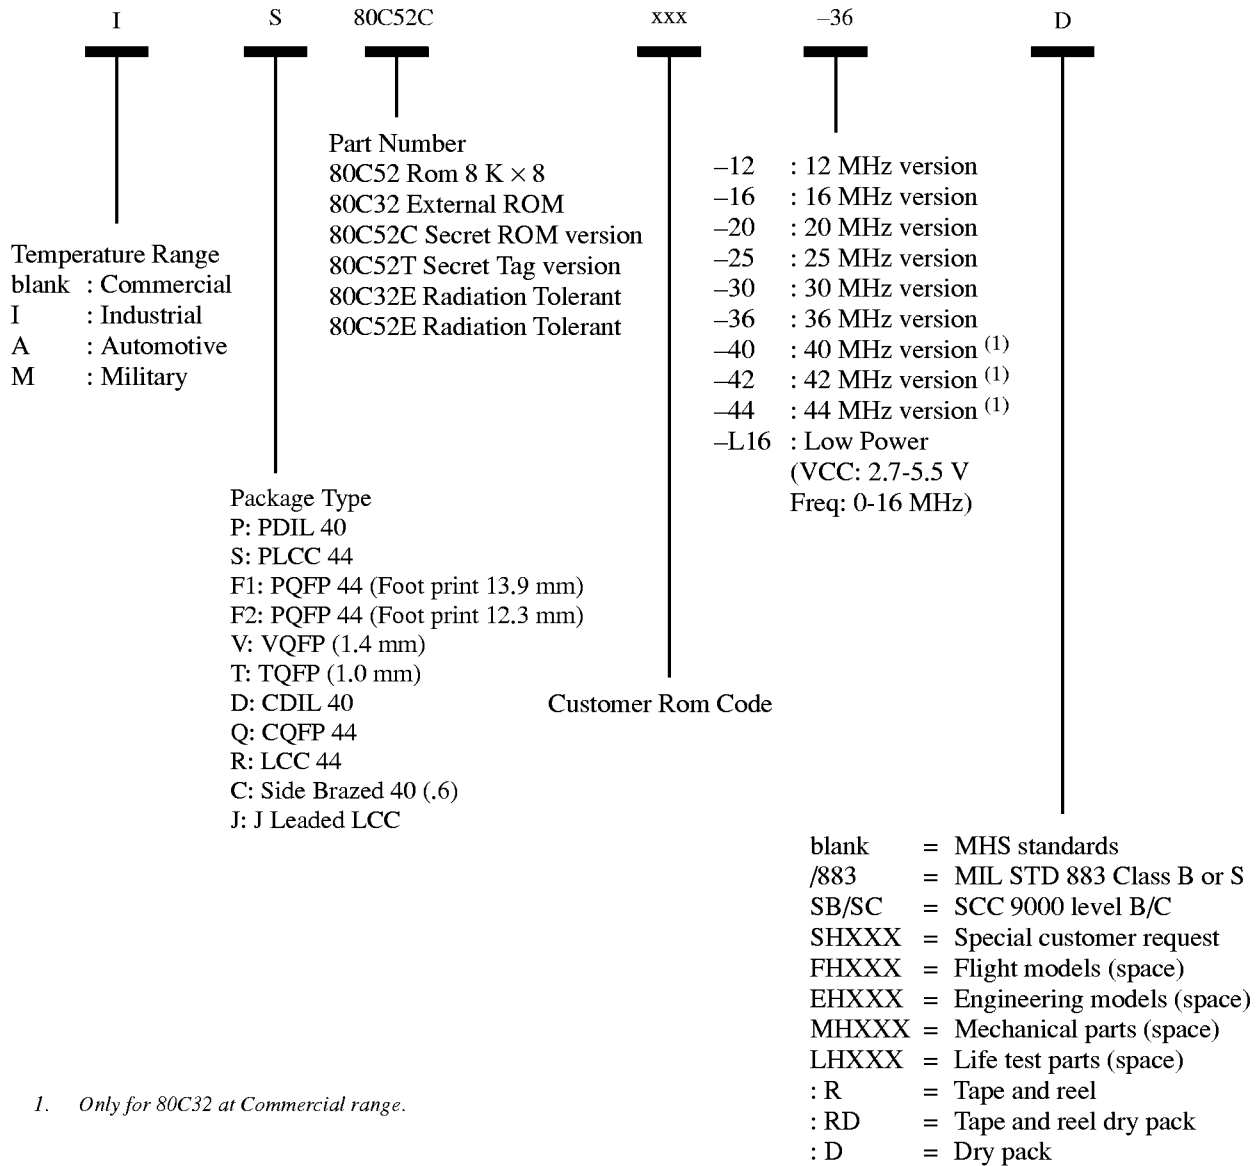 I S 80C52C xxx –36 D
Part Number
80C52 Rom 8 K × 8
80C32 External ROM
80C52C Secret ROM version
80C52T Secret Tag version
80C32E Radiation Tolerant
80C52E Radiation Tolerant
–12 : 12 MHz version
–16 : 16 MHz version
–20 : 20 MHz version
–25 : 25 MHz version
–30 : 30 MHz version
–36 : 36 MHz version
–40 : 40 MHz version (1)
–42 : 42 MHz version (1)
–44 : 44 MHz version (1)
–L16 : Low Power
(VCC: 2.7-5.5 V
Freq: 0-16 MHz)
Temperature Range
blank : Commercial
I : Industrial
A : Automotive
M : Military
Package Type
P: PDIL 40
S: PLCC 44
F1: PQFP 44 (Foot print 13.9 mm)
F2: PQFP 44 (Foot print 12.3 mm)
V: VQFP (1.4 mm)
T: TQFP (1.0 mm)
D: CDIL 40
Q: CQFP 44
R: LCC 44
C: Side Brazed 40 (.6)
J: J Leaded LCC
Customer Rom Code
blank = MHS standards
/883 = MIL STD 883 Class B or S
SB/SC = SCC 9000 level B/C
SHXXX = Special customer request
FHXXX = Flight models (space)
EHXXX = Engineering models (space)
MHXXX = Mechanical parts (space)
LHXXX = Life test parts (space)
: R = Tape and reel
: RD = Tape and reel dry pack
: D = Dry pack
1. Only for 80C32 at Commercial range.